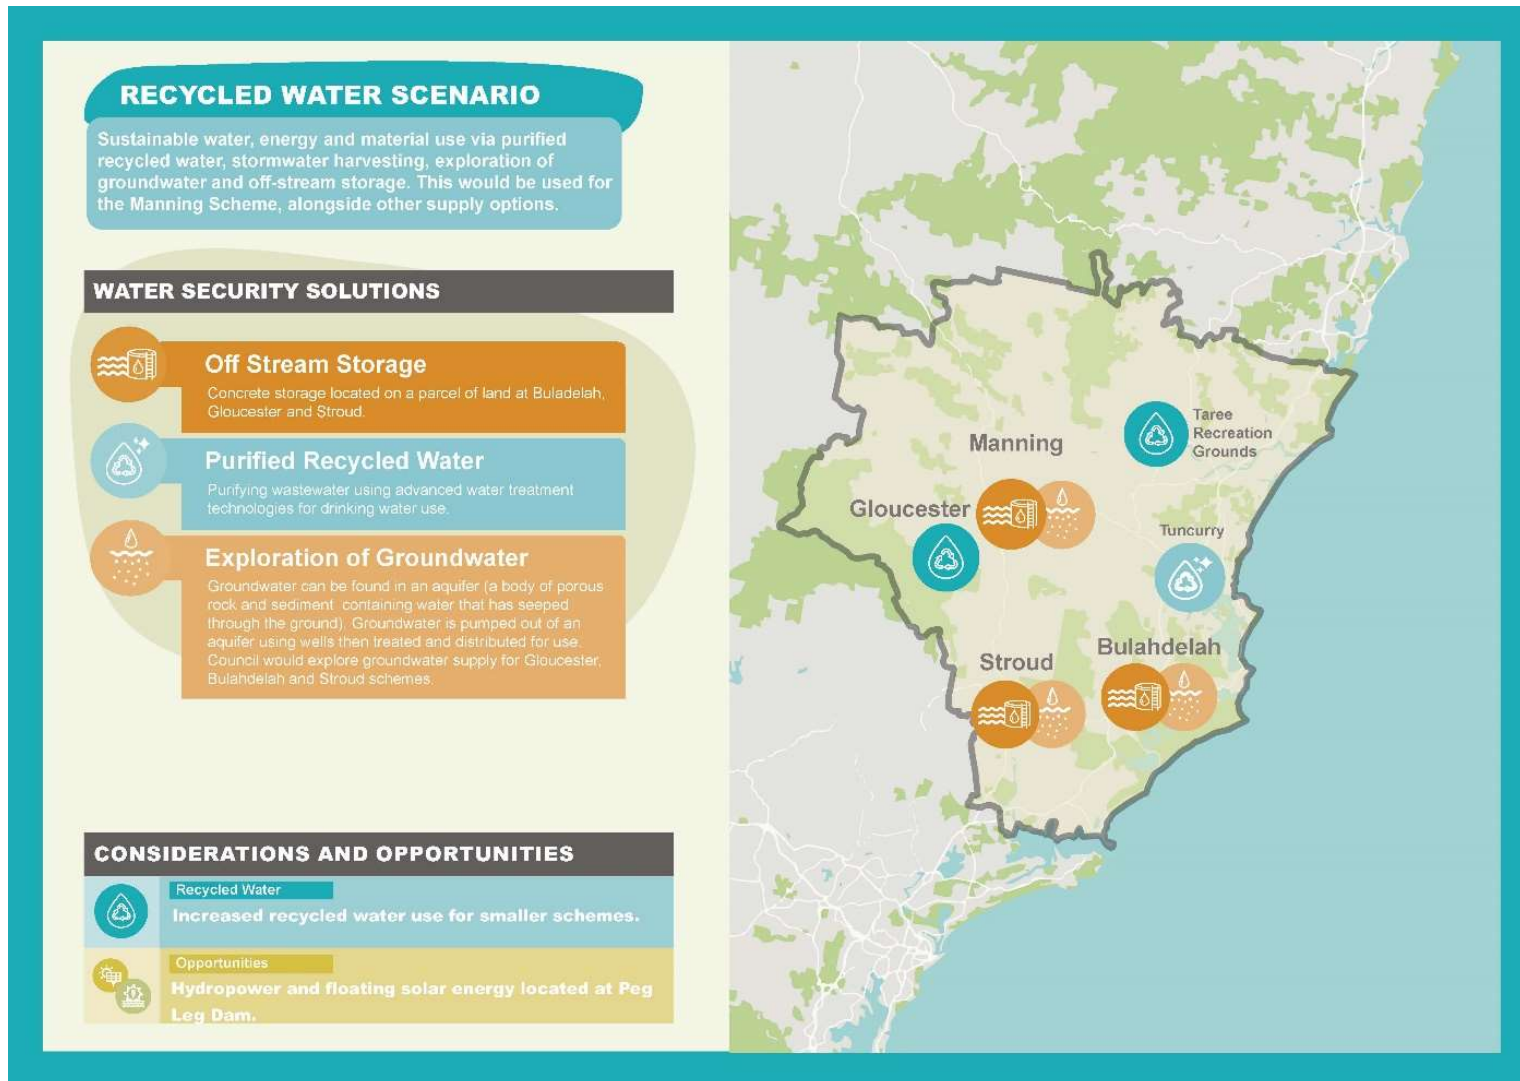 RECYCLED WATER SCENARIO
Sustainable water, energy and material use via purified
recycled water, stormwater harvesting, exploration of
groundwater and off-stream storage. This would be used for
the Manning Scheme, alongside other supply options.
WATER SECURITY SOLUTIONS
Off Stream Storage
Concrete storage located on a parcel of land at Buladelah,
Gloucester and Stroud.
Purified Recycled Water
Purifying wastewater using advanced water treatment
technologies for drinking water use.
Exploration of Groundwater
Groundwater can be found in an aquifer (a body of porous
rock and sediment containing water that has seeped
through the ground). Groundwater is pumped out of an
aquifer using wells then treated and distributed for use.
Council would explore groundwater supply for Gloucester,
Bulahdelah and Stroud schemes.
CONSIDERATIONS AND OPPORTUNITIES
Recycled Water
Increased recycled water use for smaller schemes.
Opportunities
Hydropower and floating solar energy located at Peg
Leg Dam.
Taree
Recreation
Grounds
Manning
Gloucester
Tuncurry
Bulahdelah
Stroud